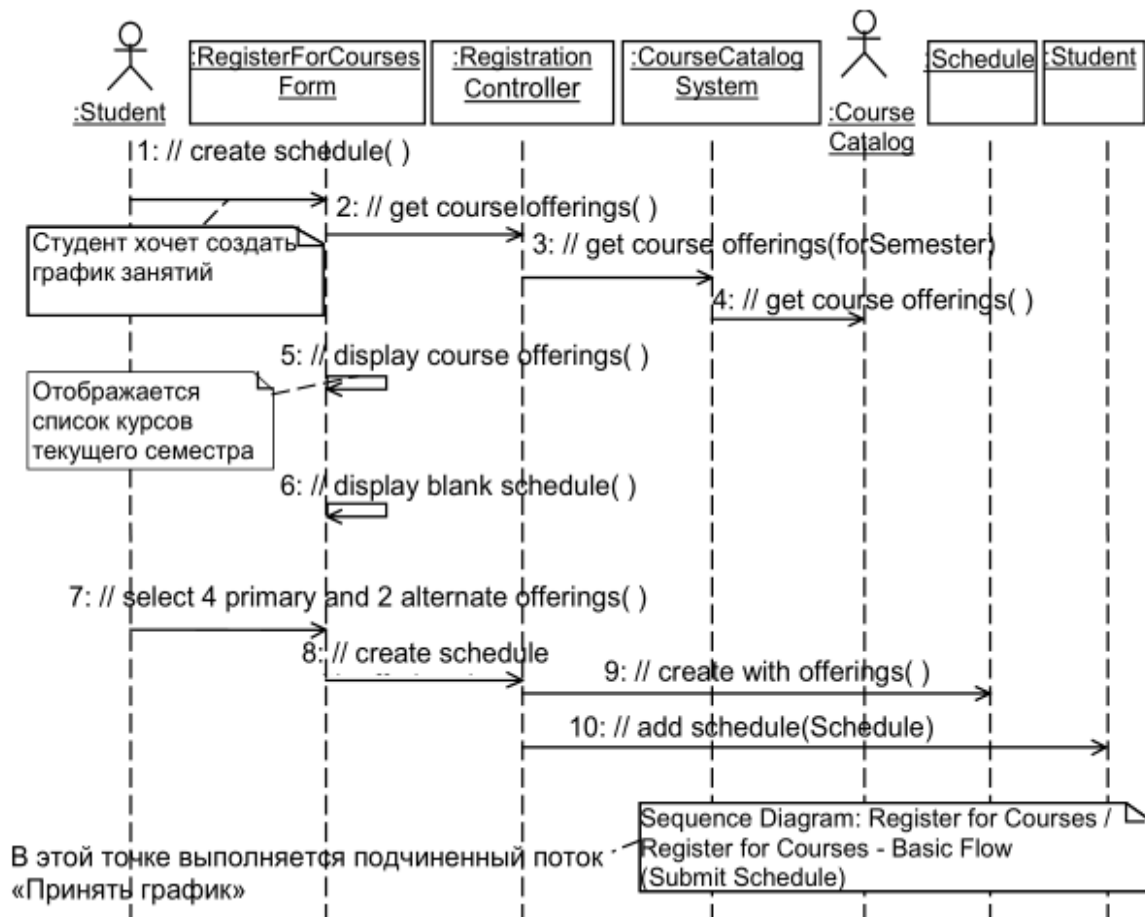 :Student
:RegisterForCourses
Form
:Registration
Controller
:CourseCatalog
System
:Course
Catalog
:Schedule
:Student
1: // create schedule( )
2: // get course offerings( )
Студент хочет создать
график занятий
3: // get course offerings(forSemester)
4: // get course offerings( )
5: // display course offerings( )
Отображается
список курсов
текущего семестра
6: // display blank schedule( )
7: // select 4 primary and 2 alternate offerings( )
8: // create schedule
9: // create with offerings( )
10: // add schedule(Schedule)
Sequence Diagram: Register for Courses /
Register for Courses - Basic Flow
(Submit Schedule)
В этой точке выполняется подчиненный поток
«Принять график»